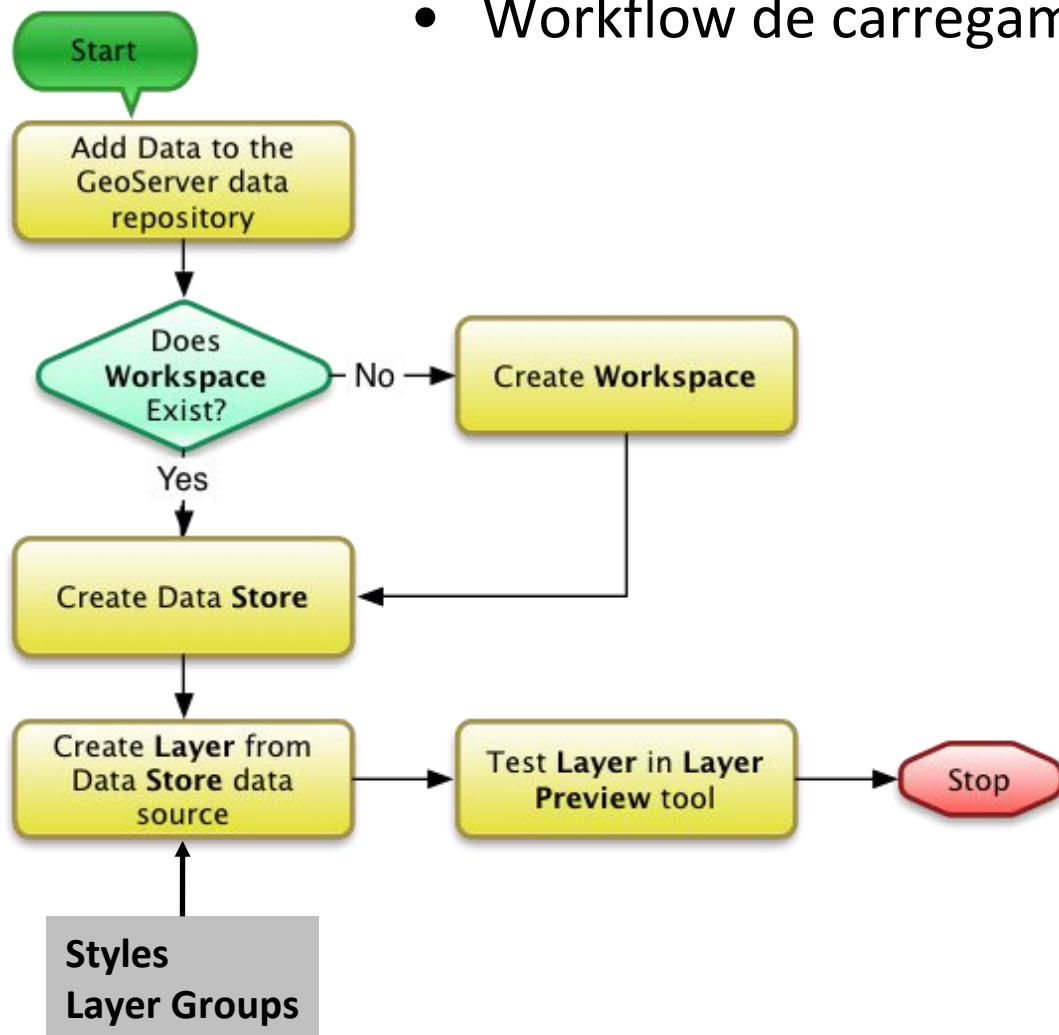 • Workflow de carregam
Start
Add Data to the
GeoServer data
repository
Does
Workspace
Exist?
No
Create Workspace
Yes
Create Data Store
Create Layer from
Data Store data
source
Test Layer in Layer
Preview tool
Stop
Styles
Layer Groups